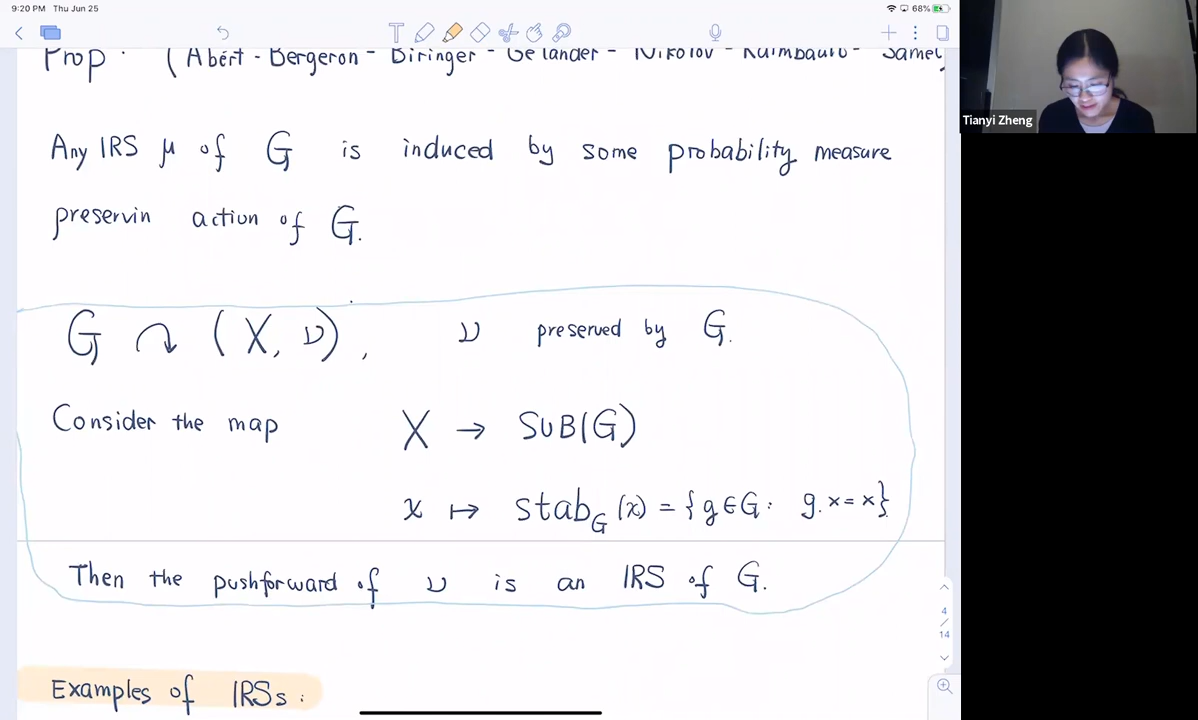 9:20 PM Thu Jun 25
68%
Prop. (Abért - Bergeron - Biringer - Gelander - Nikolov - Raimbault - Samet
Tianyi Zheng
Any IRS μ of G is induced by some probability measure
preservin action of G.
G ↷ (X, ν), ν preserved by G.
Consider the map X → SUB(G)
x ↦ stab_G (x) = {g ∈ G : g.x = x}.
Then the pushforward of ν is an IRS of G.
4
/
14
Examples of IRSs :